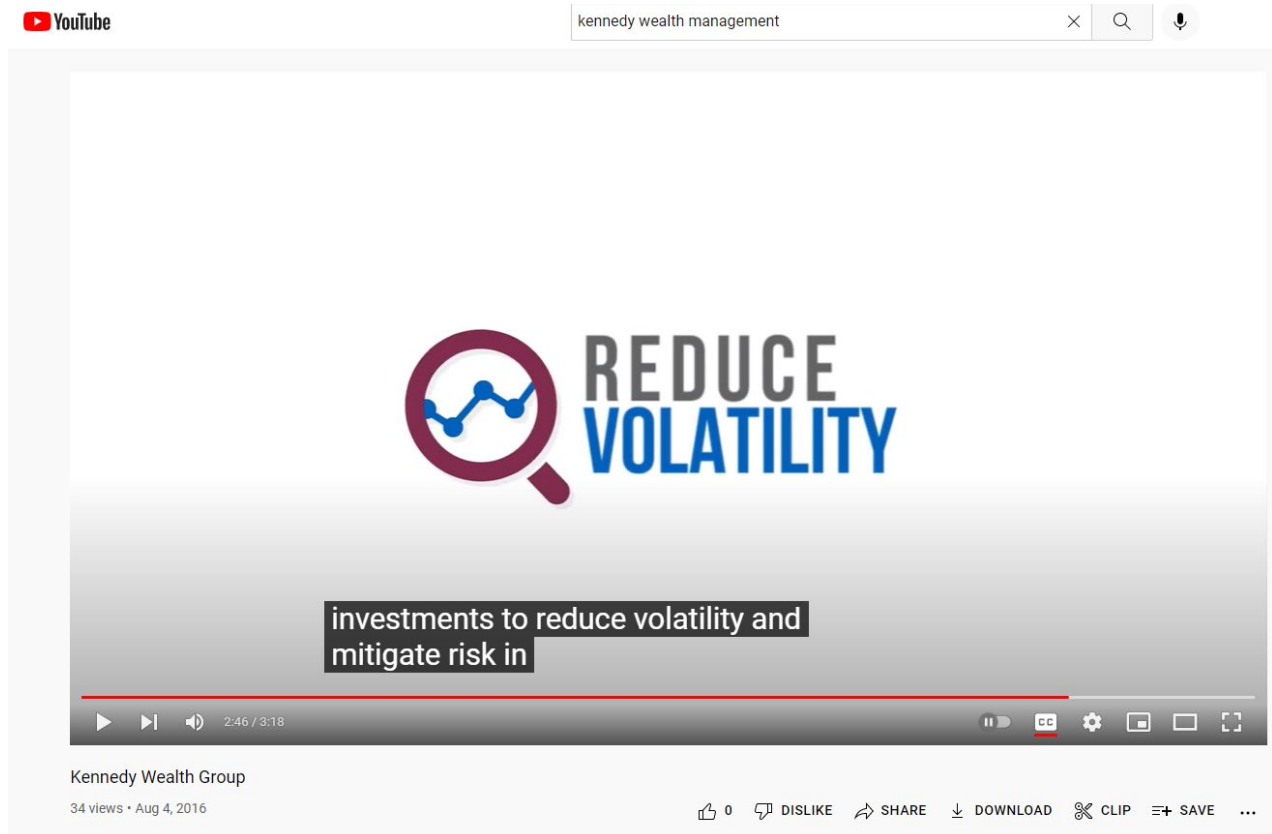 YouTube
kennedy wealth management
REDUCE
VOLATILITY
investments to reduce volatility and
mitigate risk in
2:46 / 3:18
CC
Kennedy Wealth Group
34 views • Aug 4, 2016
0 DISLIKE SHARE DOWNLOAD CLIP SAVE ...